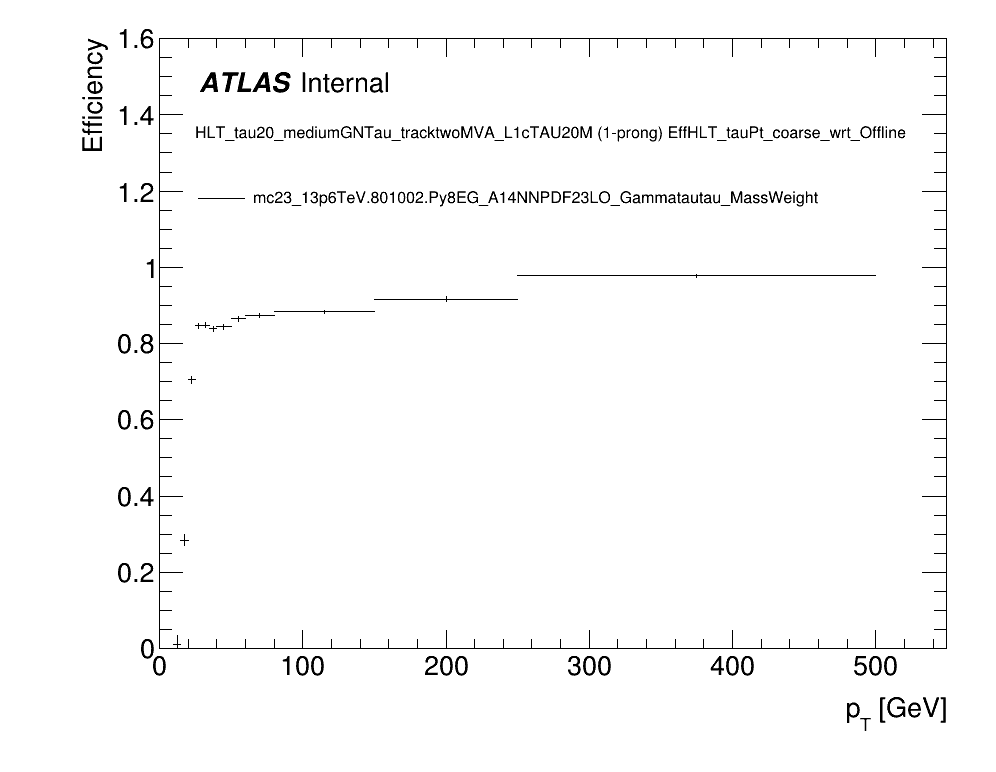 Efficiency
1.6
1.4
1.2
1
0.8
0.6
0.4
0.2
0
ATLAS Internal
HLT_tau20_mediumGNTau_tracktwoMVA_L1cTAU20M (1-prong) EffHLT_tauPt_coarse_wrt_Offline
mc23_13p6TeV.801002.Py8EG_A14NNPDF23LO_Gammatautau_MassWeight
0 100 200 300 400 500
p_T [GeV]